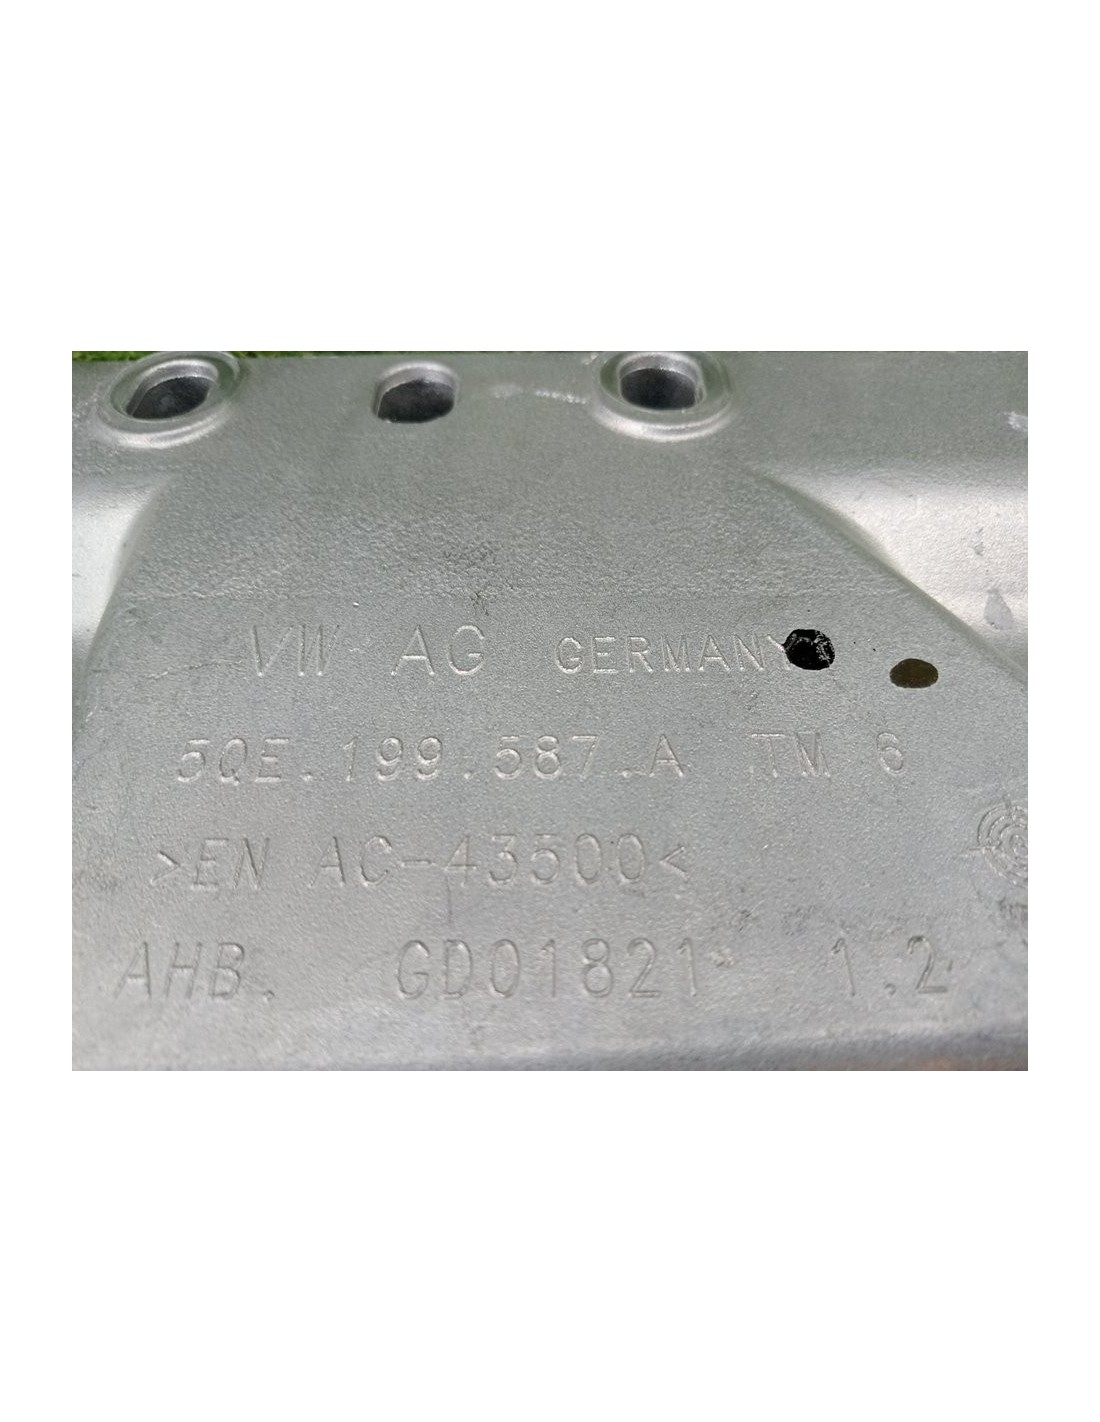 VW AG GERMANY
5QE.199.587.A TM 6
>EN AC-43500<
AHB. GD01821 1.2